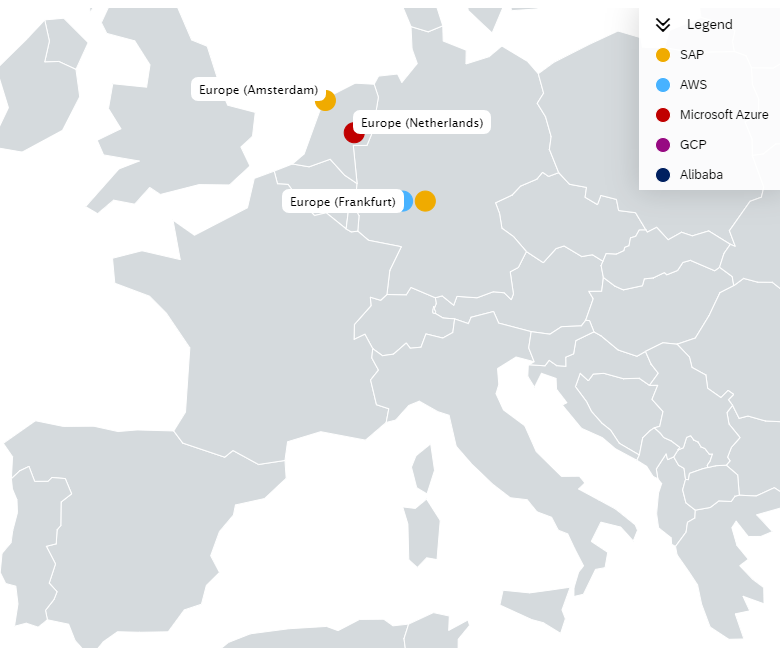 Legend
SAP
AWS
Microsoft Azure
GCP
Alibaba
Europe (Amsterdam)
Europe (Netherlands)
Europe (Frankfurt)